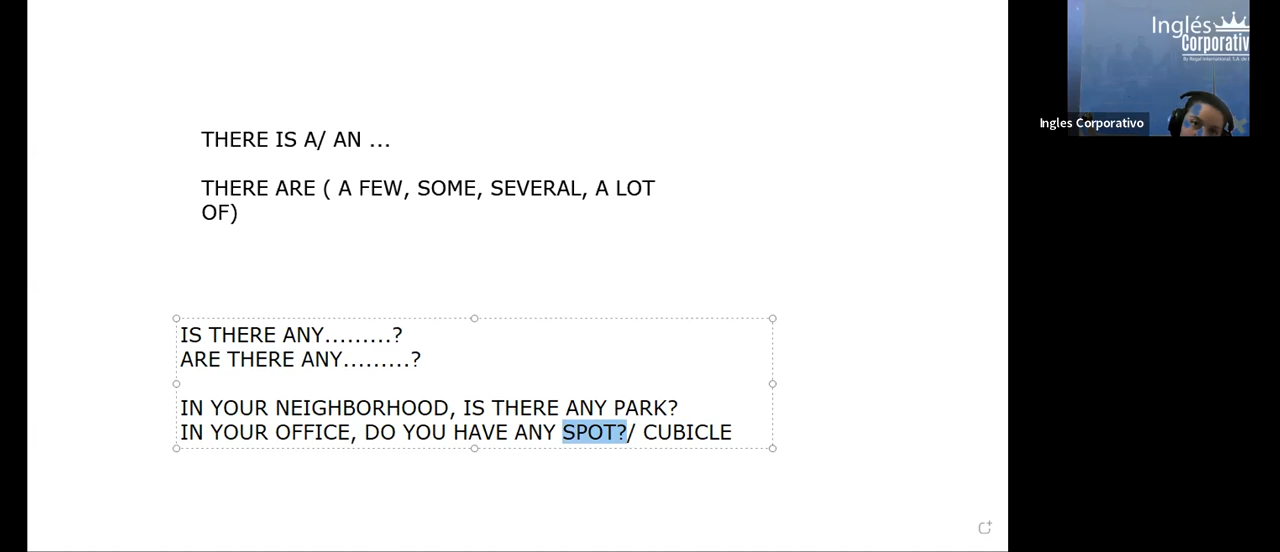 THERE IS A/ AN ...
THERE ARE ( A FEW, SOME, SEVERAL, A LOT
OF)
IS THERE ANY.........?
ARE THERE ANY.........?
IN YOUR NEIGHBORHOOD, IS THERE ANY PARK?
IN YOUR OFFICE, DO YOU HAVE ANY SPOT?/ CUBICLE
Inglés
Corporativ
Ingles Corporativo